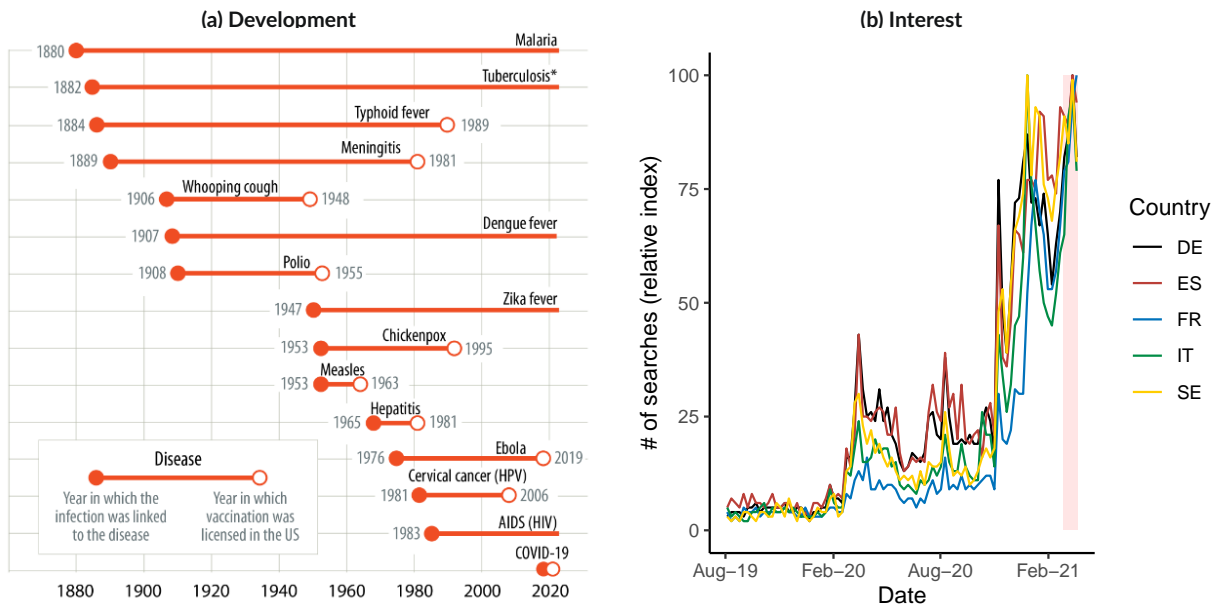 (a) Development
Malaria
1880
Tuberculosis*
1882
Typhoid fever
1884
1989
Meningitis
1889
1981
Whooping cough
1906
1948
Dengue fever
1907
Polio
1908
1955
Zika fever
1947
Chickenpox
1953
1995
Measles
1953
1963
Hepatitis
1965
1981
Ebola
1976
2019
Cervical cancer (HPV)
1981
2006
AIDS (HIV)
1983
COVID-19
Disease
Year in which the
infection was linked
to the disease
Year in which
vaccination was
licensed in the US
1880 1900 1920 1940 1960 1980 2000 2020
(b) Interest
# of searches (relative index)
100
75
50
25
0
Aug–19 Feb–20 Aug–20 Feb–21
Date
Country
DE
ES
FR
IT
SE